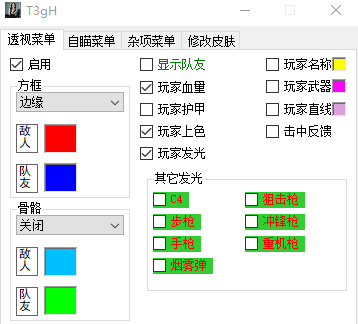 T3gH
透视菜单 自瞄菜单 杂项菜单 修改皮肤
启用
方框
边缘
敌人
队友
骨骼
关闭
敌人
队友
显示队友
玩家血量
玩家护甲
玩家上色
玩家发光
玩家名称
玩家武器
玩家直线
击中反馈
其它发光
C4 狙击枪
步枪 冲锋枪
手枪 重机枪
烟雾弹